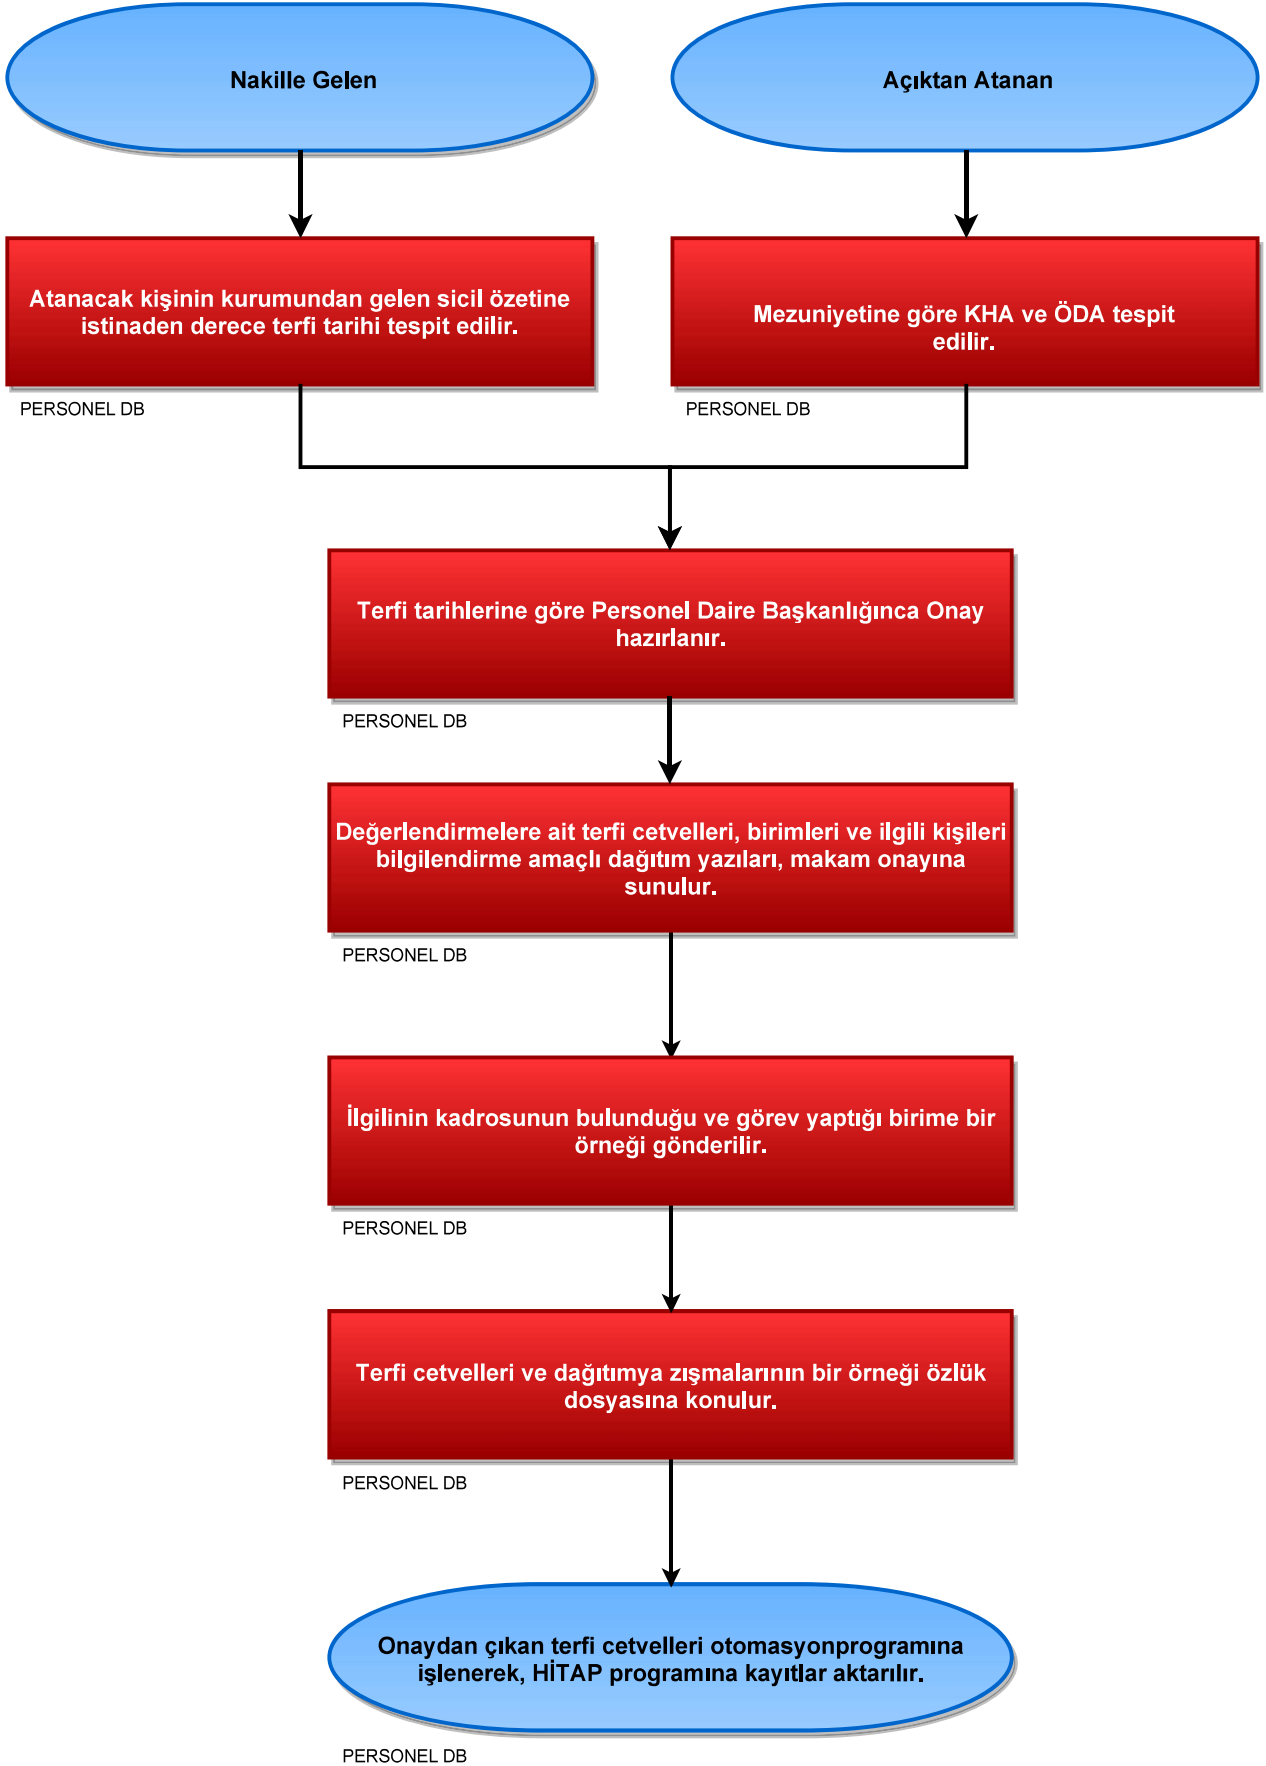 Nakille Gelen
Açıktan Atanan
Atanacak kişinin kurumundan gelen sicil özetine
istinaden derece terfi tarihi tespit edilir.
PERSONEL DB
Mezuniyetine göre KHA ve ÖDA tespit
edilir.
PERSONEL DB
Terfi tarihlerine göre Personel Daire Başkanlığınca Onay
hazırlanır.
PERSONEL DB
Değerlendirmelere ait terfi cetvelleri, birimleri ve ilgili kişileri
bilgilendirme amaçlı dağıtım yazıları, makam onayına
sunulur.
PERSONEL DB
İlgilinin kadrosunun bulunduğu ve görev yaptığı birime bir
örneği gönderilir.
PERSONEL DB
Terfi cetvelleri ve dağıtımya zışmalarının bir örneği özlük
dosyasına konulur.
PERSONEL DB
Onaydan çıkan terfi cetvelleri otomasyonprogramına
işlenerek, HİTAP programına kayıtlar aktarılır.
PERSONEL DB